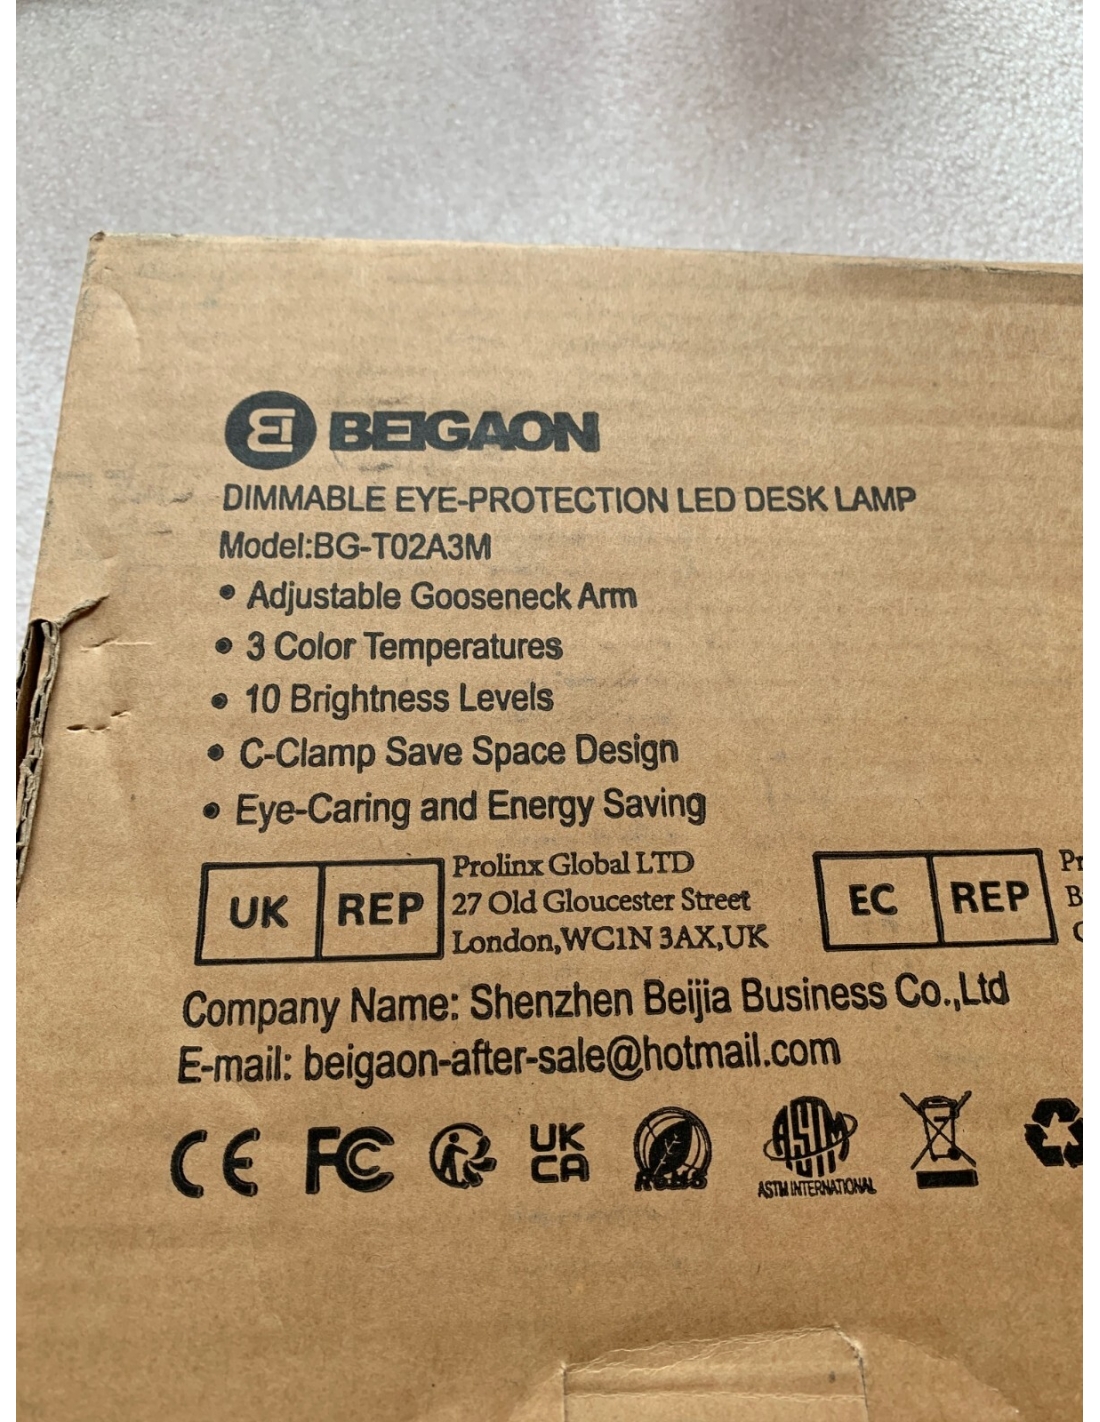 BEIGAON
DIMMABLE EYE-PROTECTION LED DESK LAMP
Model:BG-T02A3M
• Adjustable Gooseneck Arm
• 3 Color Temperatures
• 10 Brightness Levels
• C-Clamp Save Space Design
• Eye-Caring and Energy Saving
UK REP
Prolinx Global LTD
27 Old Gloucester Street
London,WC1N 3AX,UK
EC REP
Company Name: Shenzhen Beijia Business Co.,Ltd
E-mail: beigaon-after-sale@hotmail.com
CE FC UK CA RoHS ASTM
ASTM INTERNATIONAL